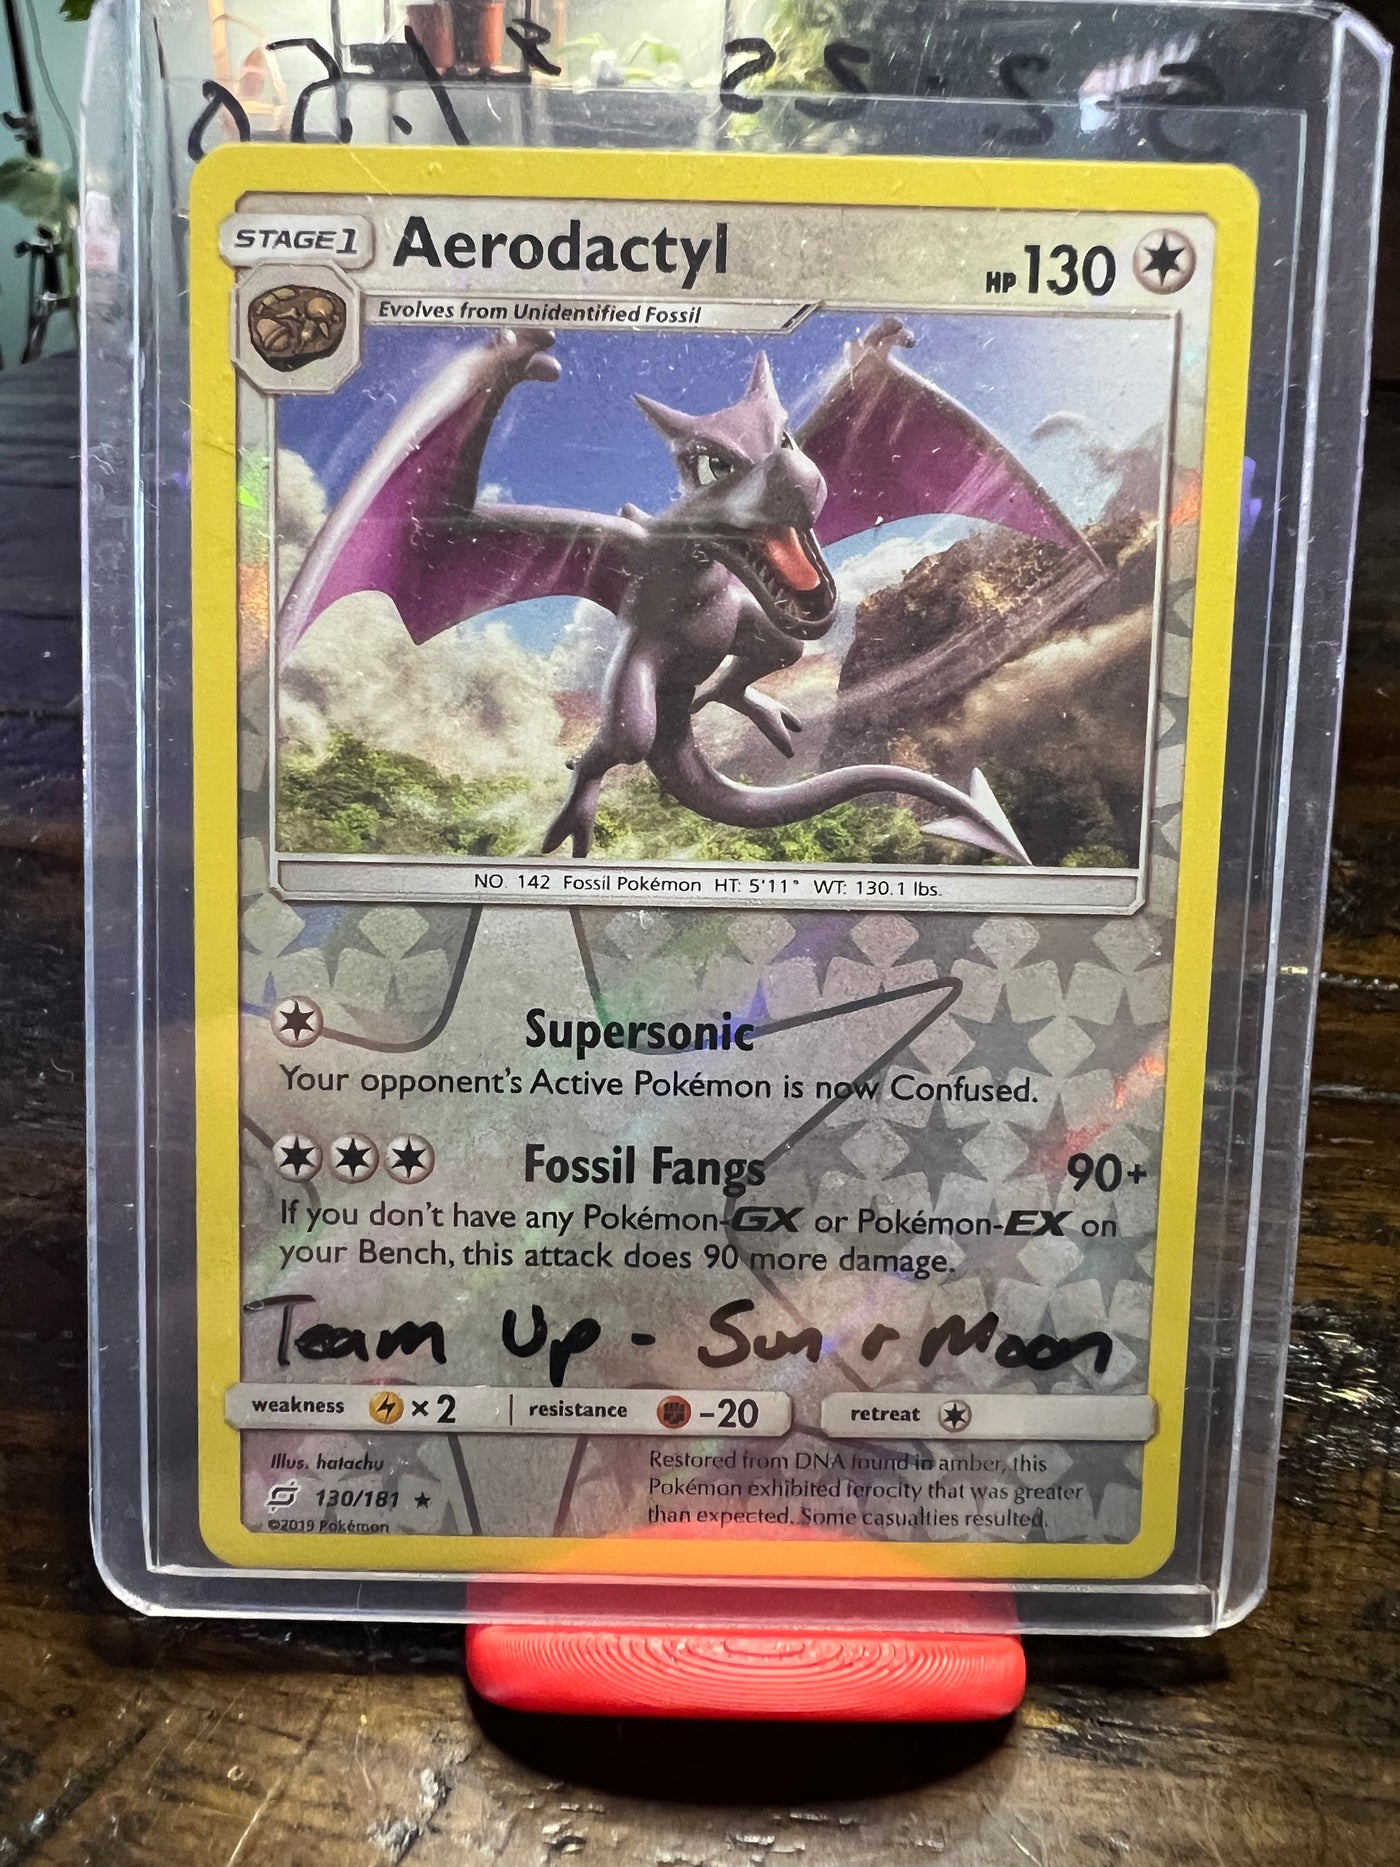 STAGE 1 Aerodactyl HP 130
Evolves from Unidentified Fossil
NO. 142 Fossil Pokémon HT: 5'11" WT: 130.1 lbs.
Supersonic
Your opponent's Active Pokémon is now Confused.
Fossil Fangs 90+
If you don't have any Pokémon-GX or Pokémon-EX on
your Bench, this attack does 90 more damage.
Team Up - Sun & Moon
weakness ×2 resistance -20 retreat
Illus. hatachu
130/181 ★
©2019 Pokémon
Restored from DNA found in amber, this
Pokémon exhibited ferocity that was greater
than expected. Some casualties resulted.